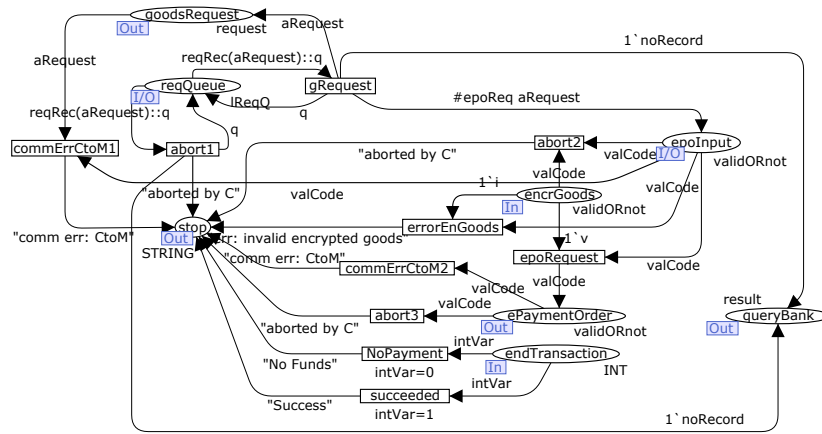 goodsRequest
Out
request
aRequest
1`noRecord
aRequest
reqRec(aRequest)::q
reqQueue
I/O
lReqQ
q
gRequest
#epoReq aRequest
reqRec(aRequest)::q
q
commErrCtoM1
abort1
"aborted by C"
abort2
valCode
epoInput
I/O
validORnot
valCode
valCode
"aborted by C"
valCode
1`i
encrGoods
In
validORnot
stop
Out
STRING
"comm err: CtoM"
err: invalid encrypted goods"
errorEnGoods
1`v
"comm err: CtoM"
epoRequest
valCode
commErrCtoM2
valCode
valCode
valCode
result
queryBank
Out
"aborted by C"
abort3
ePaymentOrder
Out
validORnot
intVar
NoPayment
intVar=0
"No Funds"
endTransaction
In
INT
intVar
succeeded
intVar=1
"Success"
1`noRecord